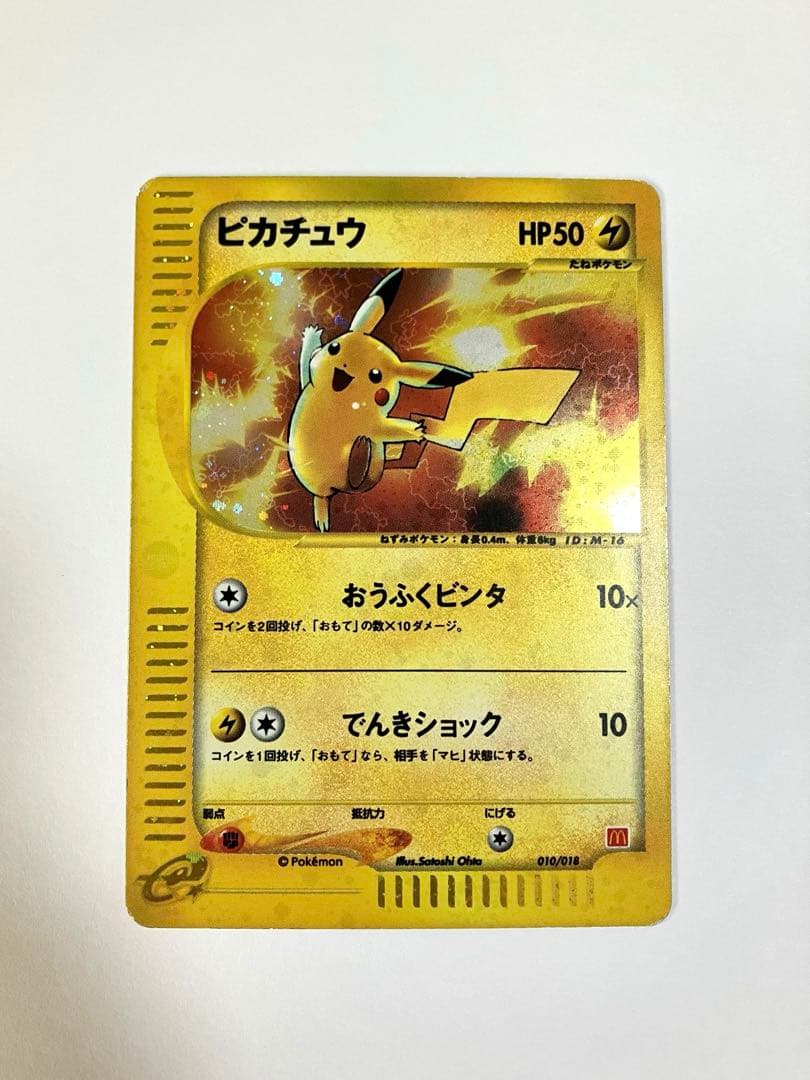 ピカチュウ HP50
たねポケモン
ねずみポケモン：身長0.4m、体重6kg ID:M-16
おうふくビンタ 10×
コインを2回投げ、「おもて」の数×10ダメージ。
でんきショック 10
コインを1回投げ、「おもて」なら、相手を「マヒ」状態にする。
弱点 抵抗力 にげる
© Pokémon Illus.Satoshi Ohta 010/018